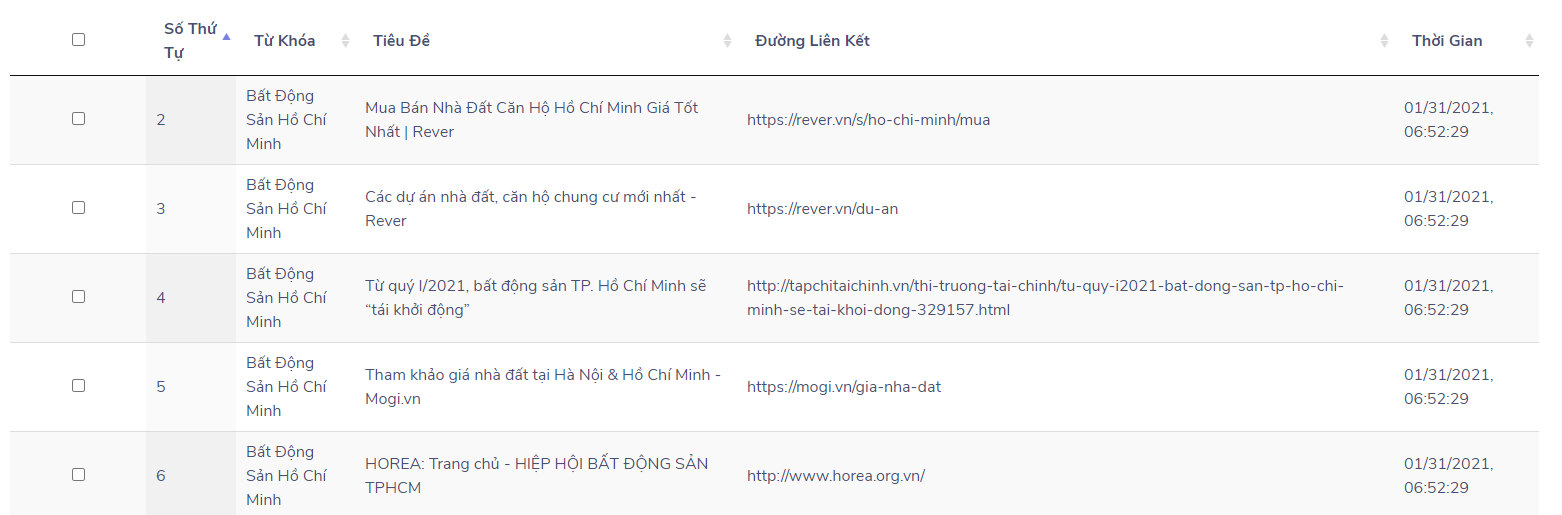 Số Thứ Tự
Từ Khóa
Tiêu Đề
Đường Liên Kết
Thời Gian
2
Bất Động
Sản Hồ Chí
Minh
Mua Bán Nhà Đất Căn Hộ Hồ Chí Minh Giá Tốt
Nhất | Rever
https://rever.vn/s/ho-chi-minh/mua
01/31/2021,
06:52:29
3
Bất Động
Sản Hồ Chí
Minh
Các dự án nhà đất, căn hộ chung cư mới nhất -
Rever
https://rever.vn/du-an
01/31/2021,
06:52:29
4
Bất Động
Sản Hồ Chí
Minh
Từ quý I/2021, bất động sản TP. Hồ Chí Minh sẽ
“tái khởi động”
http://tapchitaichinh.vn/thi-truong-tai-chinh/tu-quy-i2021-bat-dong-san-tp-ho-chi-
minh-se-tai-khoi-dong-329157.html
01/31/2021,
06:52:29
5
Bất Động
Sản Hồ Chí
Minh
Tham khảo giá nhà đất tại Hà Nội & Hồ Chí Minh -
Mogi.vn
https://mogi.vn/gia-nha-dat
01/31/2021,
06:52:29
6
Bất Động
Sản Hồ Chí
Minh
HOREA: Trang chủ - HIỆP HỘI BẤT ĐỘNG SẢN
TPHCM
http://www.horea.org.vn/
01/31/2021,
06:52:29